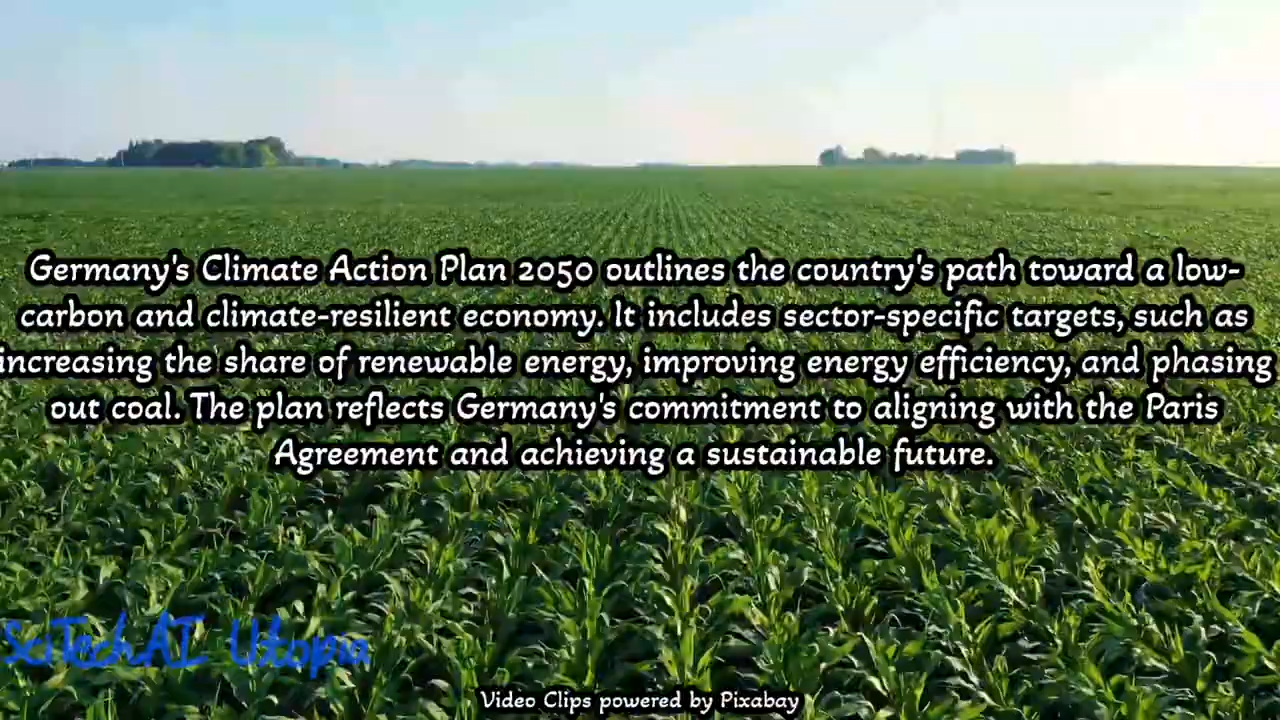 Germany's Climate Action Plan 2050 outlines the country's path toward a low-
carbon and climate-resilient economy. It includes sector-specific targets, such as
increasing the share of renewable energy, improving energy efficiency, and phasing
out coal. The plan reflects Germany's commitment to aligning with the Paris
Agreement and achieving a sustainable future.
SciTechAI Utopia
Video Clips powered by Pixabay